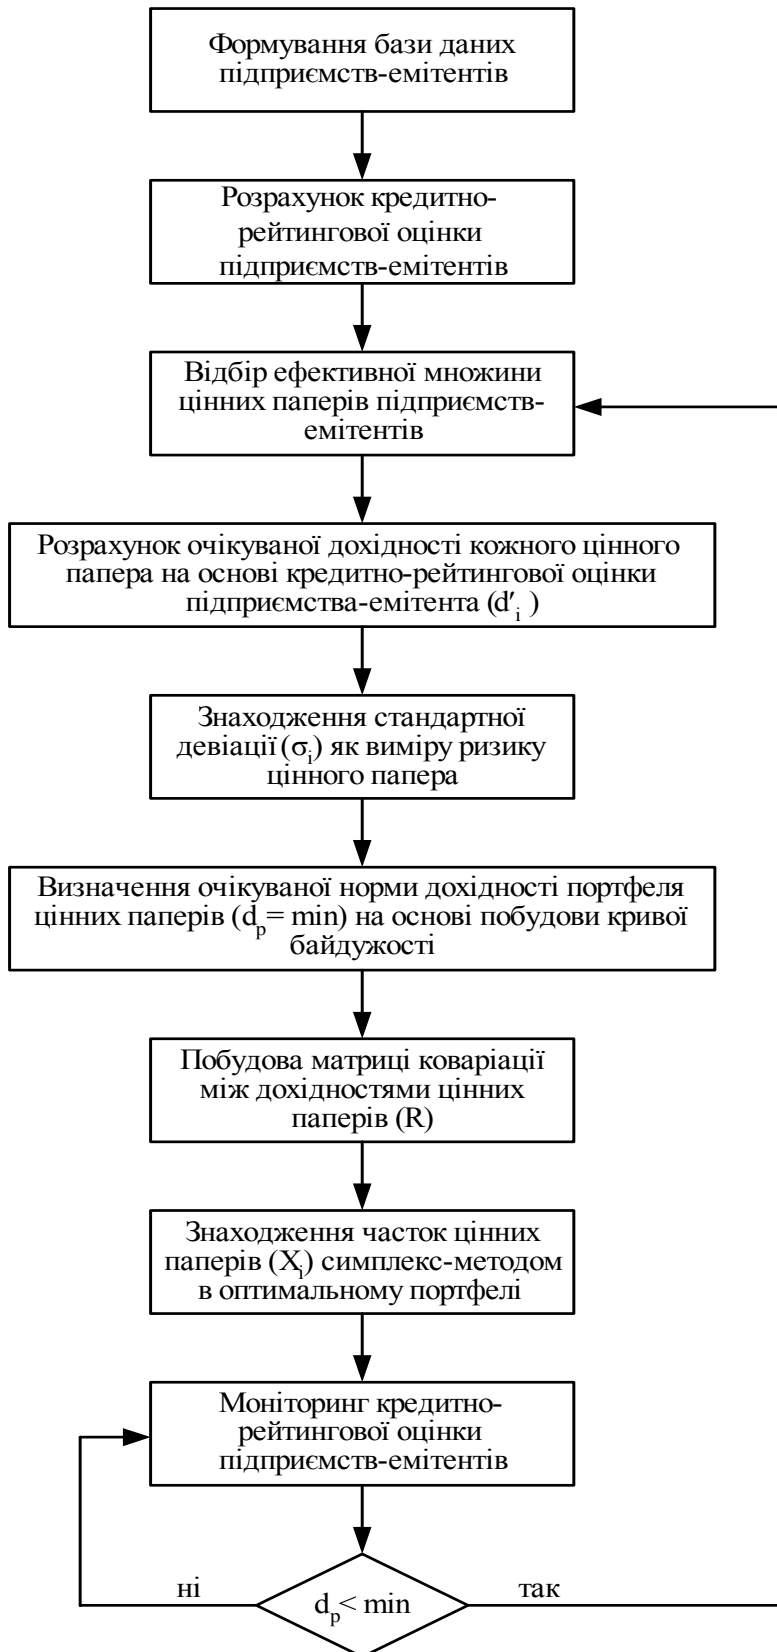 Формування бази даних
підприємств-емітентів
Розрахунок кредитно-
рейтингової оцінки
підприємств-емітентів
Відбір ефективної множини
цінних паперів підприємств-
емітентів
Розрахунок очікуваної дохідності кожного цінного
папера на основі кредитно-рейтингової оцінки
підприємства-емітента (d′i )
Знаходження стандартної
девіації (σi) як виміру ризику
цінного папера
Визначення очікуваної норми дохідності портфеля
цінних паперів (dp= min) на основі побудови кривої
байдужості
Побудова матриці коваріації
між дохідностями цінних
паперів (R)
Знаходження часток цінних
паперів (Xi) симплекс-методом
в оптимальному портфелі
Моніторинг кредитно-
рейтингової оцінки
підприємств-емітентів
ні
dp< min
так